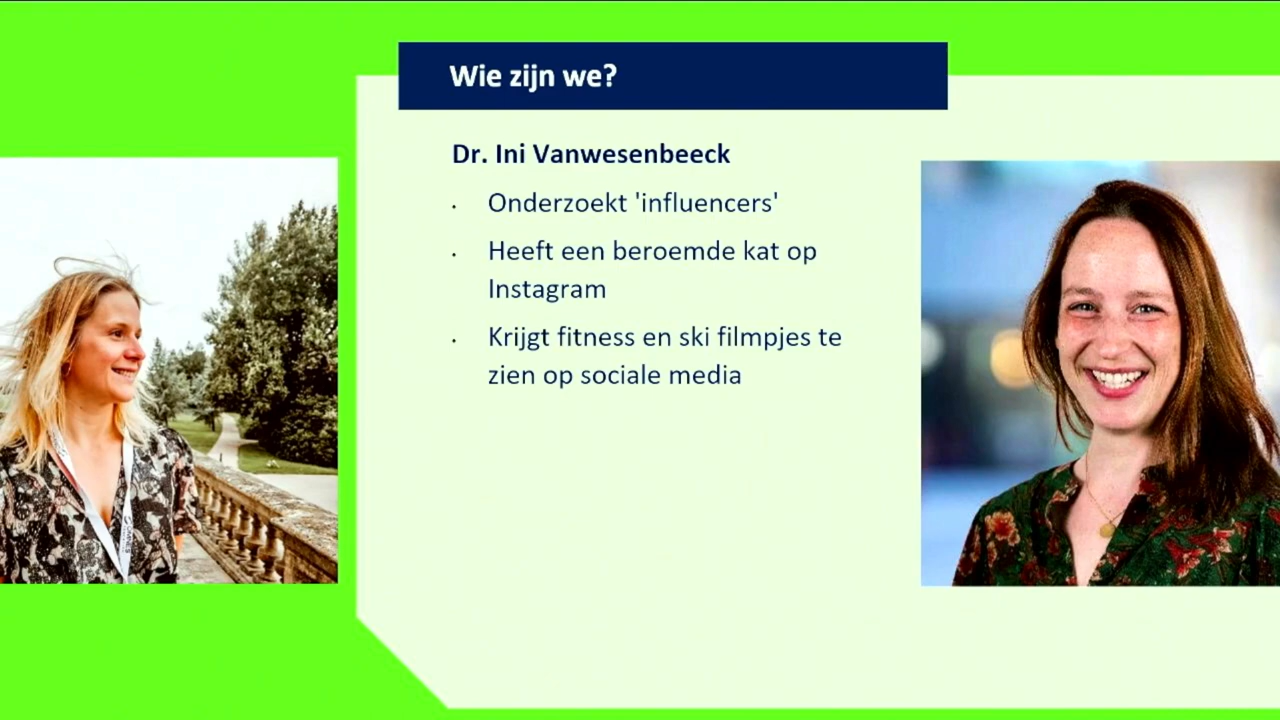 Wie zijn we?
Dr. Ini Vanwesenbeeck
· Onderzoekt 'influencers'
· Heeft een beroemde kat op
Instagram
· Krijgt fitness en ski filmpjes te
zien op sociale media